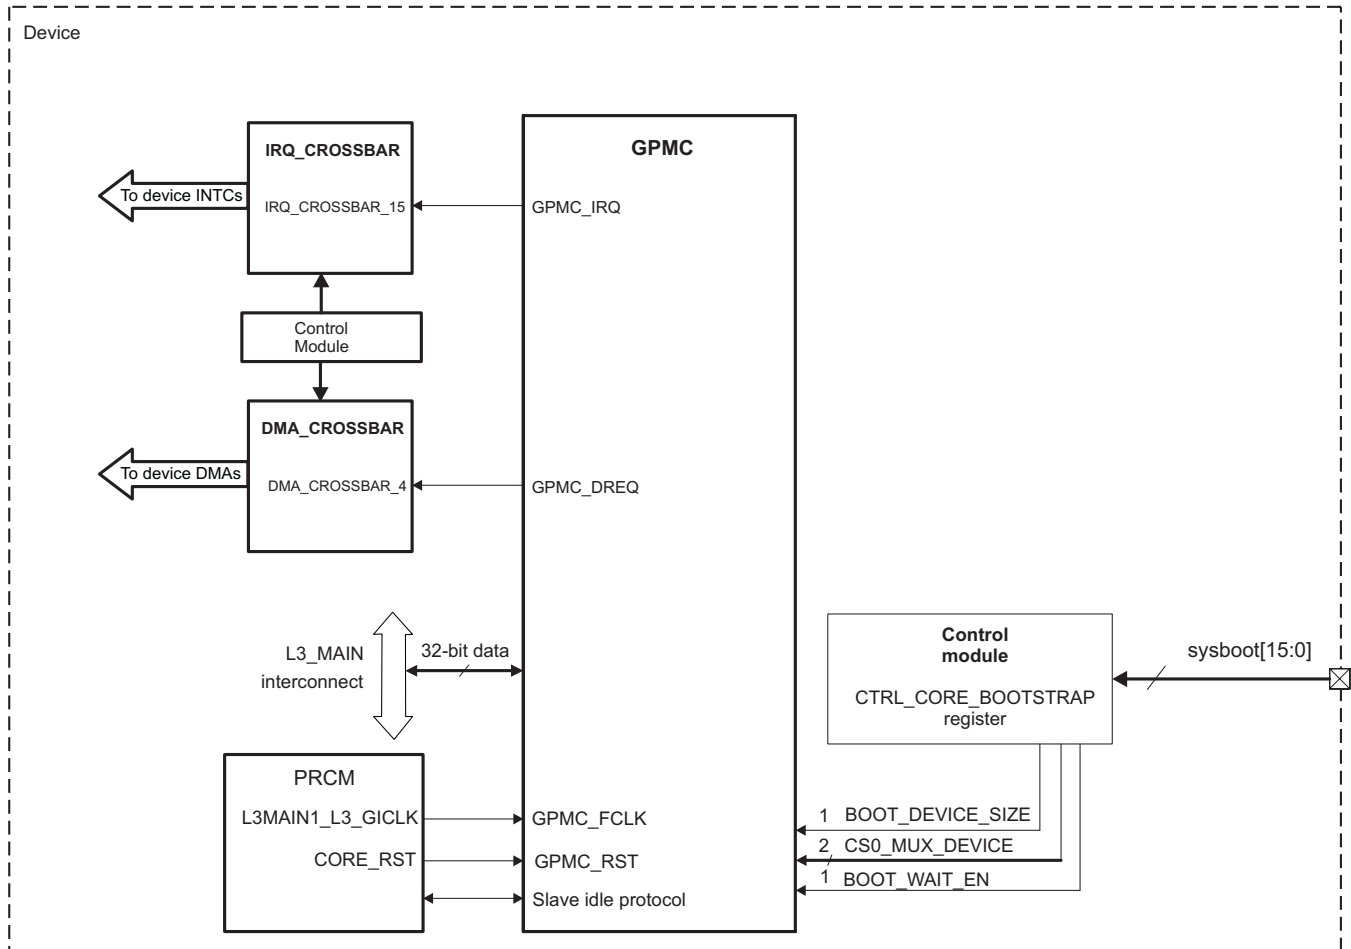 Device
IRQ_CROSSBAR
GPMC
To device INTCs
IRQ_CROSSBAR_15
GPMC_IRQ
Control
Module
DMA_CROSSBAR
To device DMAs
DMA_CROSSBAR_4
GPMC_DREQ
L3_MAIN
interconnect
32-bit data
Control
module
CTRL_CORE_BOOTSTRAP
register
sysboot[15:0]
PRCM
L3MAIN1_L3_GICLK
GPMC_FCLK
1 BOOT_DEVICE_SIZE
CORE_RST
GPMC_RST
2 CS0_MUX_DEVICE
1 BOOT_WAIT_EN
Slave idle protocol